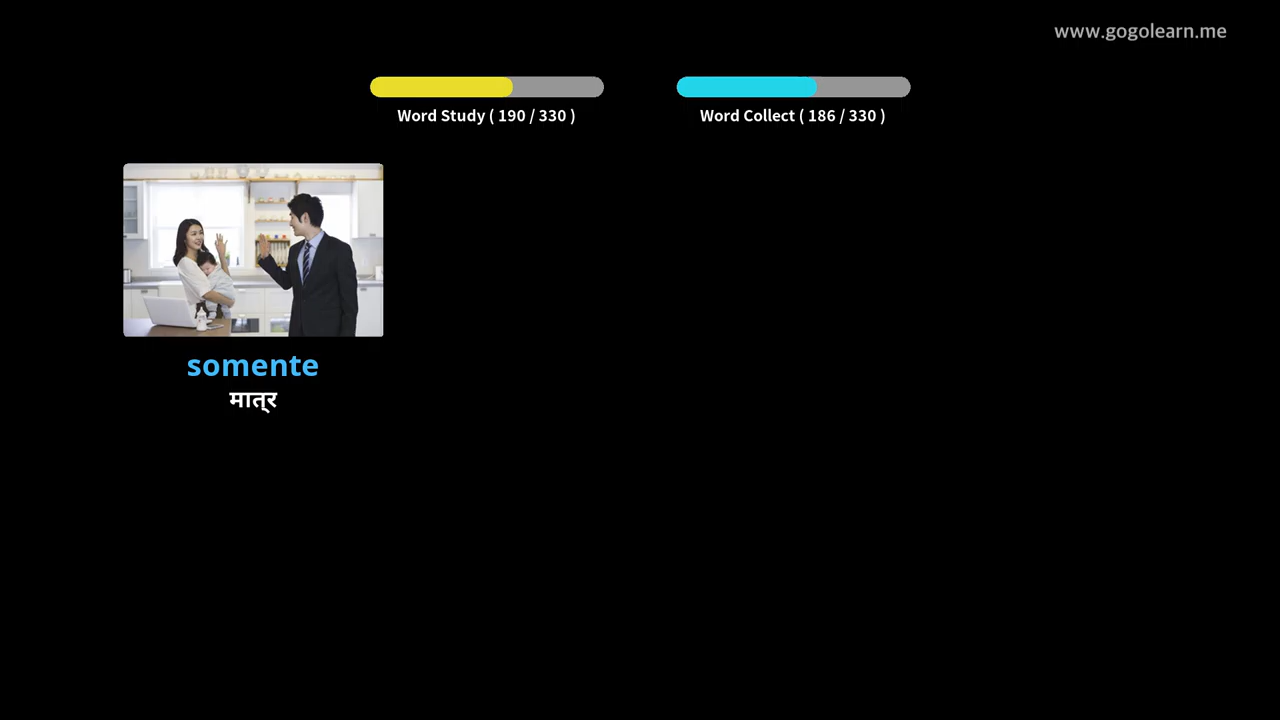 www.gogolearn.me
Word Study ( 190 / 330 )
Word Collect ( 186 / 330 )
somente
मात्र